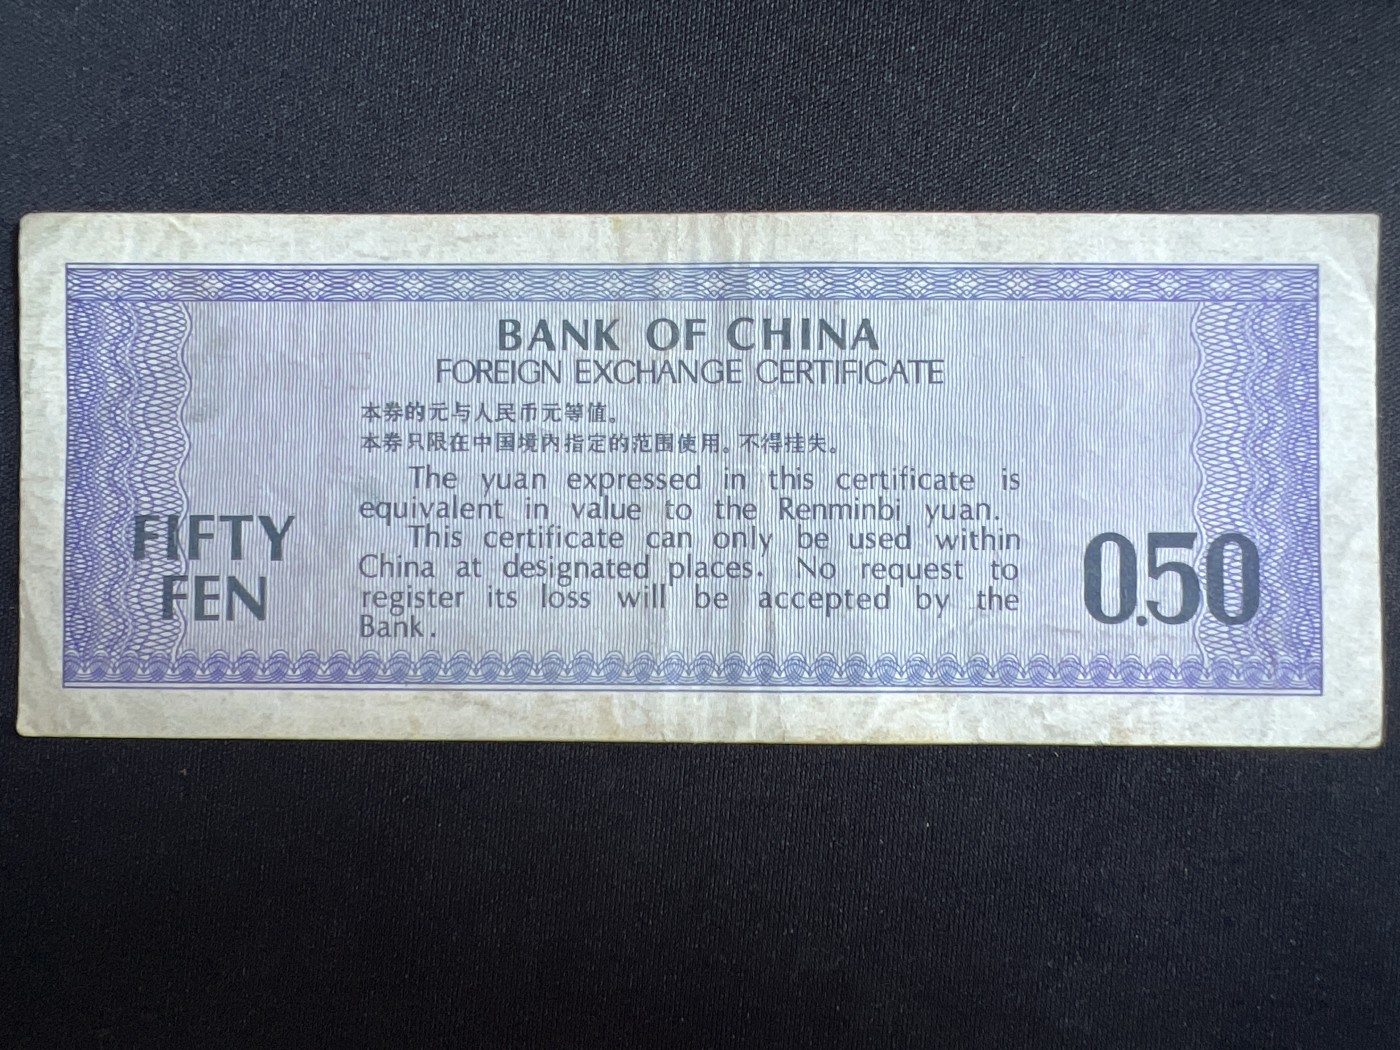 BANK OF CHINA
FOREIGN EXCHANGE CERTIFICATE
本券的元与人民币元等值。
本券只限在中国境内指定的范围使用。不得挂失。
The yuan expressed in this certificate is
equivalent in value to the Renminbi yuan.
This certificate can only be used within
China at designated places. No request to
register its loss will be accepted by the
Bank.
FIFTY
FEN
0.50